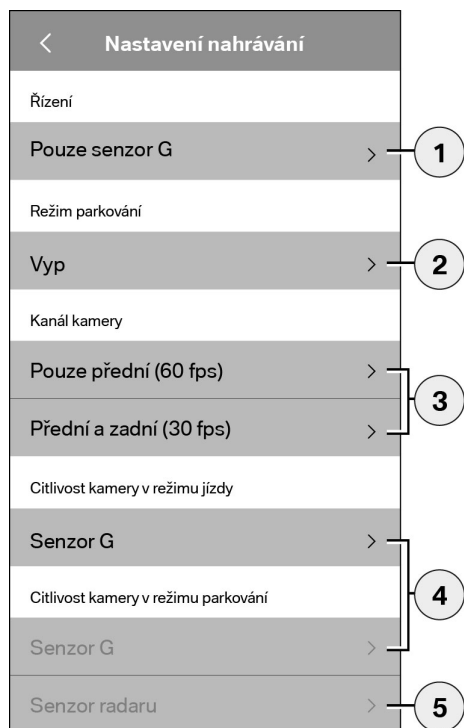 Nastavení nahrávání
Řízení
Pouze senzor G
1
Režim parkování
Vyp
2
Kanál kamery
Pouze přední (60 fps)
3
Přední a zadní (30 fps)
Citlivost kamery v režimu jízdy
Senzor G
Citlivost kamery v režimu parkování
4
Senzor G
Senzor radaru
5